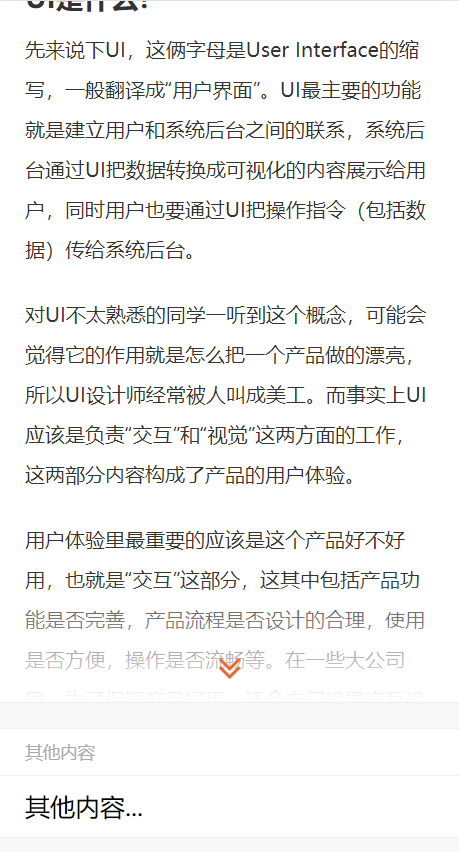 UI是什么？
先来说下UI，这俩字母是User Interface的缩
写，一般翻译成“用户界面”。UI最主要的功能
就是建立用户和系统后台之间的联系，系统后
台通过UI把数据转换成可视化的内容展示给用
户，同时用户也要通过UI把操作指令（包括数
据）传给系统后台。
对UI不太熟悉的同学一听到这个概念，可能会
觉得它的作用就是怎么把一个产品做的漂亮，
所以UI设计师经常被人叫成美工。而事实上UI
应该是负责“交互”和“视觉”这两方面的工作，
这两部分内容构成了产品的用户体验。
用户体验里最重要的应该是这个产品好不好
用，也就是“交互”这部分，这其中包括产品功
能是否完善，产品流程是否设计的合理，使用
是否方便，操作是否流畅等。在一些大公司
其他内容
其他内容...